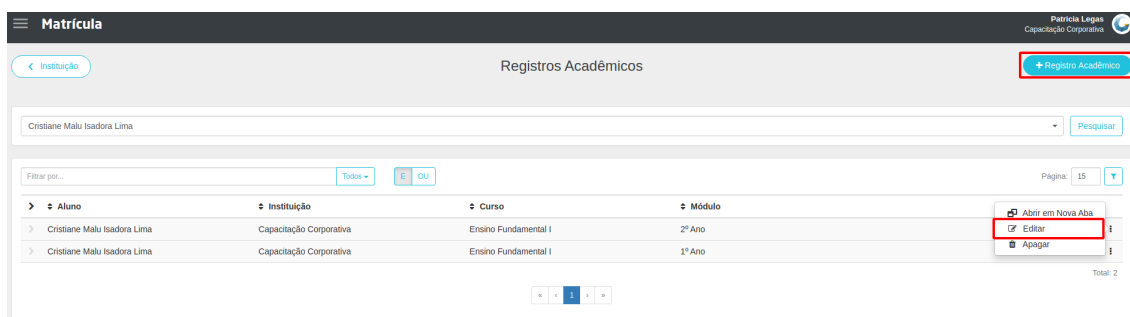 Matrícula
Patricia Legas
Capacitação Corporativa
Instituição
Registros Acadêmicos
+ Registro Acadêmico
Cristiane Malu Isadora Lima
Pesquisar
Filtrar por... Todos E OU Página: 15
Aluno Instituição Curso Módulo
Abrir em Nova Aba
Cristiane Malu Isadora Lima Capacitação Corporativa Ensino Fundamental I 2º Ano
Editar
Cristiane Malu Isadora Lima Capacitação Corporativa Ensino Fundamental I 1º Ano
Apagar
Total: 2
« ‹ 1 › »